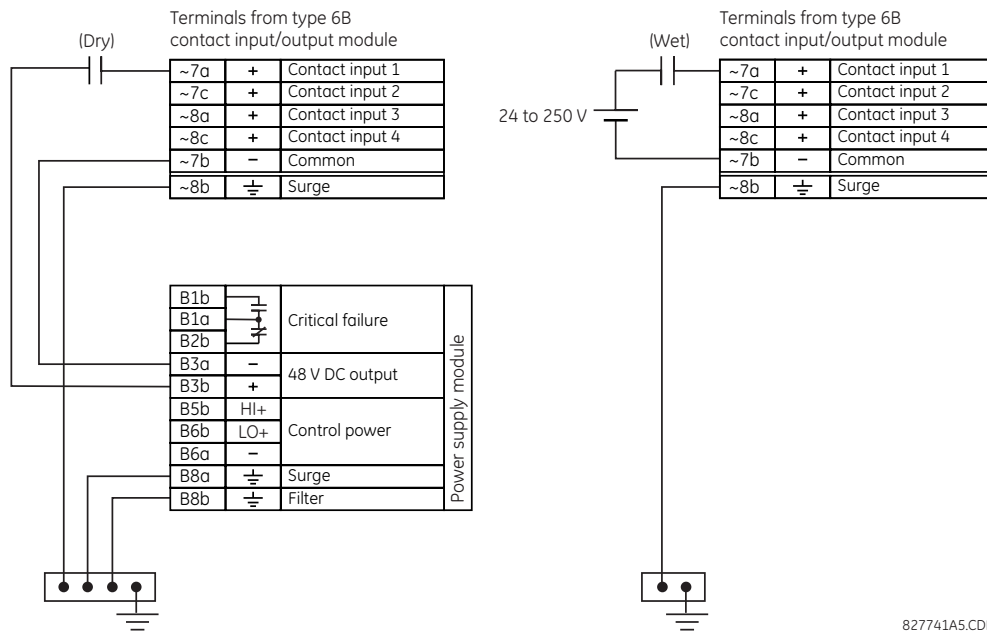 Terminals from type 6B
contact input/output module
(Dry)
~7a + Contact input 1
~7c + Contact input 2
~8a + Contact input 3
~8c + Contact input 4
~7b − Common
~8b Surge
B1b
B1a Critical failure
B2b
B3a −
48 V DC output
B3b +
B5b HI+
B6b LO+ Control power
B6a −
B8a Surge
B8b Filter
Power supply module
Terminals from type 6B
contact input/output module
(Wet)
24 to 250 V
~7a + Contact input 1
~7c + Contact input 2
~8a + Contact input 3
~8c + Contact input 4
~7b − Common
~8b Surge
827741A5.CD